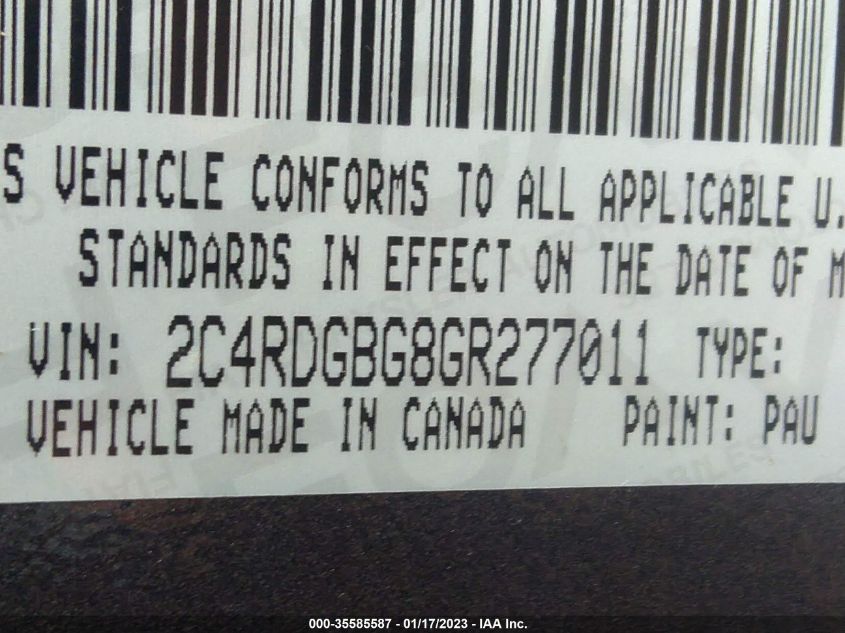 S VEHICLE CONFORMS TO ALL APPLICABLE U.
STANDARDS IN EFFECT ON THE DATE OF M
VIN: 2C4RDGBG8GR277011 TYPE:
VEHICLE MADE IN CANADA PAINT: PAU
000-35585587 - 01/17/2023 - IAA Inc.